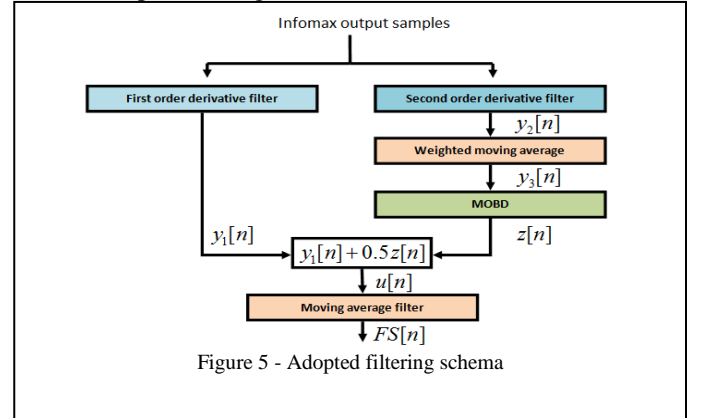 Infomax output samples
First order derivative filter
Second order derivative filter
y₂[n]
Weighted moving average
y₃[n]
MOBD
y₁[n]
z[n]
y₁[n]+0.5z[n]
u[n]
Moving average filter
FS[n]
Figure 5 - Adopted filtering schema